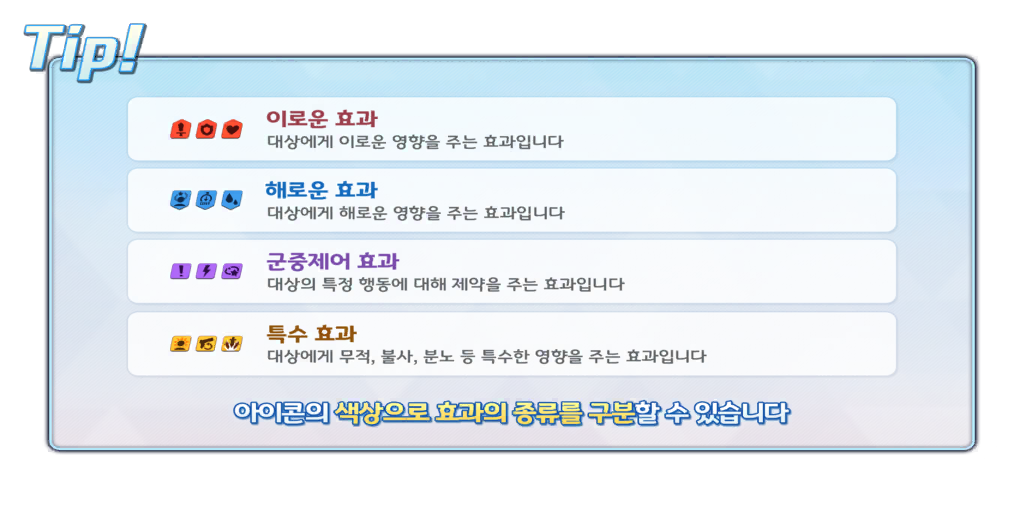 Tip!
이로운 효과
대상에게 이로운 영향을 주는 효과입니다
해로운 효과
대상에게 해로운 영향을 주는 효과입니다
군중제어 효과
대상의 특정 행동에 대해 제약을 주는 효과입니다
특수 효과
대상에게 무적, 불사, 분노 등 특수한 영향을 주는 효과입니다
아이콘의 색상으로 효과의 종류를 구분할 수 있습니다